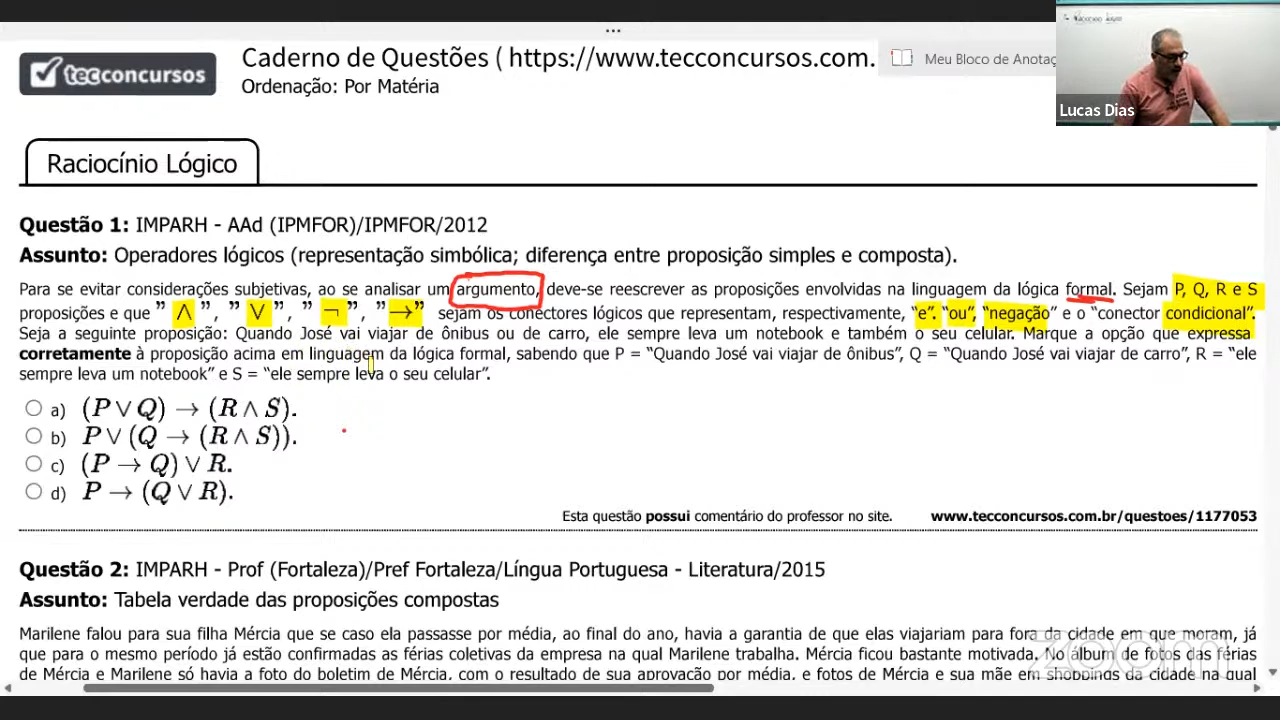 tecconcursos
Caderno de Questões ( https://www.tecconcursos.com.
Meu Bloco de Anotaç
Ordenação: Por Matéria
Lucas Dias
Raciocínio Lógico
Questão 1: IMPARH - AAd (IPMFOR)/IPMFOR/2012
Assunto: Operadores lógicos (representação simbólica; diferença entre proposição simples e composta).
Para se evitar considerações subjetivas, ao se analisar um argumento, deve-se reescrever as proposições envolvidas na linguagem da lógica formal. Sejam P, Q, R e S
proposições e que ” ∧ ”, ” ∨ ”, ” ¬ ”, ” → ” sejam os conectores lógicos que representam, respectivamente, “e”. “ou”, “negação” e o “conector condicional”.
Seja a seguinte proposição: Quando José vai viajar de ônibus ou de carro, ele sempre leva um notebook e também o seu celular. Marque a opção que expressa
corretamente à proposição acima em linguagem da lógica formal, sabendo que P = “Quando José vai viajar de ônibus”, Q = “Quando José vai viajar de carro”, R = “ele
sempre leva um notebook” e S = “ele sempre leva o seu celular”.
a) (P ∨ Q) → (R ∧ S).
b) P ∨ (Q → (R ∧ S)).
c) (P → Q) ∨ R.
d) P → (Q ∨ R).
Esta questão possui comentário do professor no site. www.tecconcursos.com.br/questoes/1177053
Questão 2: IMPARH - Prof (Fortaleza)/Pref Fortaleza/Língua Portuguesa - Literatura/2015
Assunto: Tabela verdade das proposições compostas
Marilene falou para sua filha Mércia que se caso ela passasse por média, ao final do ano, havia a garantia de que elas viajariam para fora da cidade em que moram, já
que para o mesmo período já estão confirmadas as férias coletivas da empresa na qual Marilene trabalha. Mércia ficou bastante motivada. No álbum de fotos das férias
de Mércia e Marilene só havia a foto do boletim de Mércia, com o resultado de sua aprovação por média, e fotos de Mércia e sua mãe em shoppings da cidade na qual
zoom